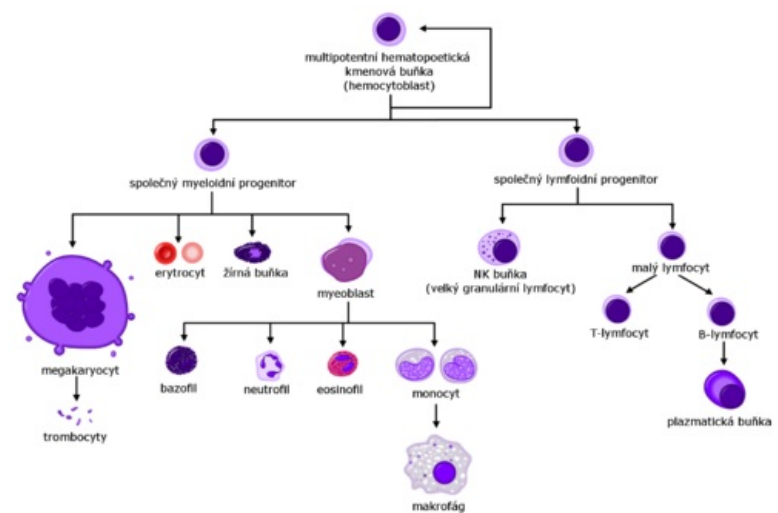 multipotentní hematopoetická
kmenová buňka
(hemocytoblast)
společný myeloidní progenitor
společný lymfoidní progenitor
erytrocyt
žírná buňka
myeoblast
NK buňka
(velký granulární lymfocyt)
malý lymfocyt
T-lymfocyt
B-lymfocyt
megakaryocyt
bazofil
neutrofil
eosinofil
monocyt
plazmatická buňka
trombocyty
makrofág